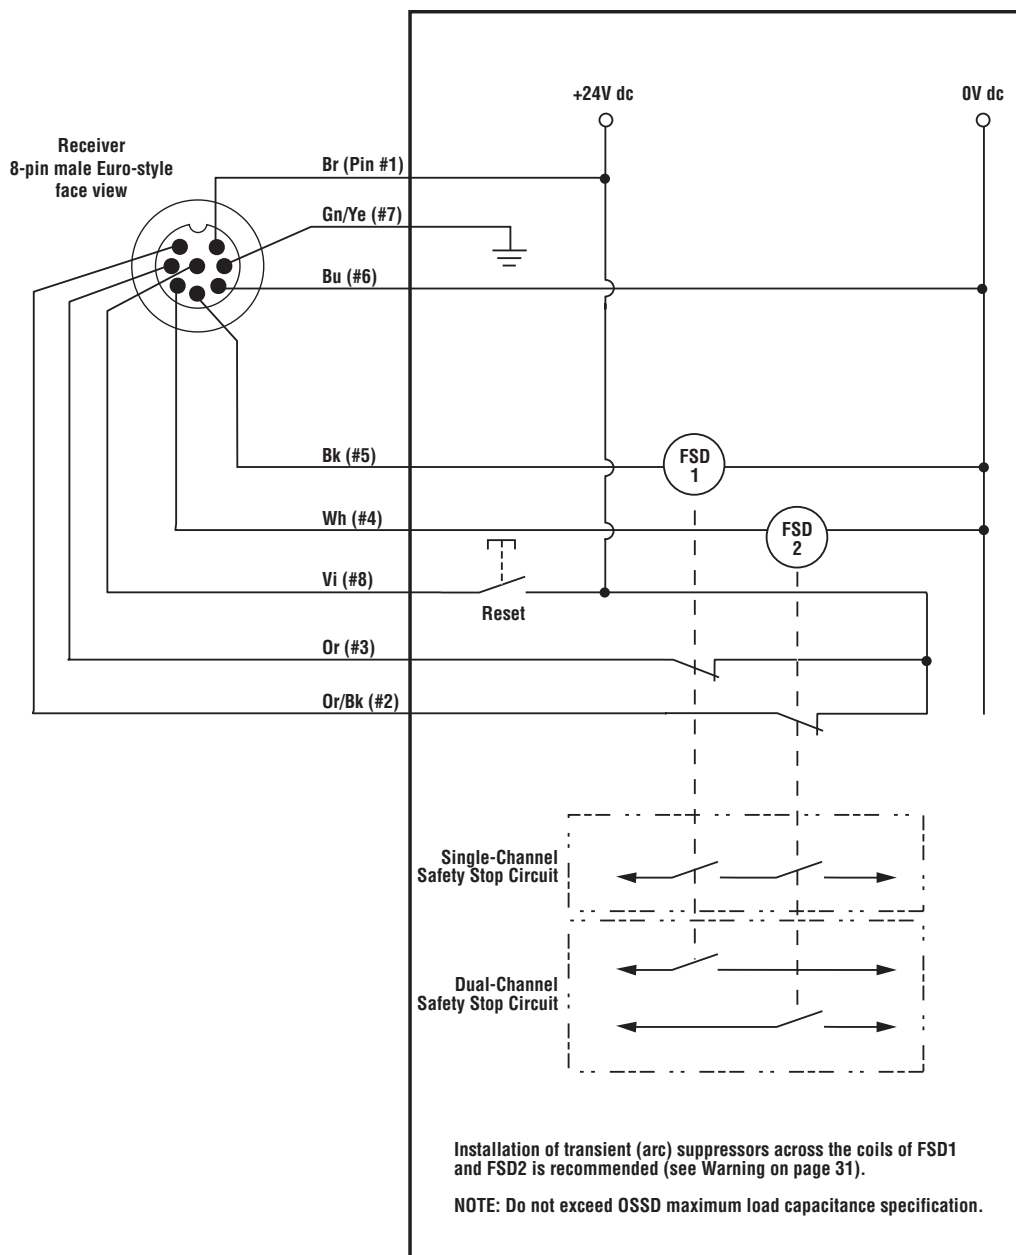 +24V dc
0V dc
Receiver
8-pin male Euro-style
face view
Br (Pin #1)
Gn/Ye (#7)
Bu (#6)
Bk (#5)
FSD
1
Wh (#4)
FSD
2
Vi (#8)
Reset
Or (#3)
Or/Bk (#2)
Single-Channel
Safety Stop Circuit
Dual-Channel
Safety Stop Circuit
Installation of transient (arc) suppressors across the coils of FSD1
and FSD2 is recommended (see Warning on page 31).
NOTE: Do not exceed OSSD maximum load capacitance specification.